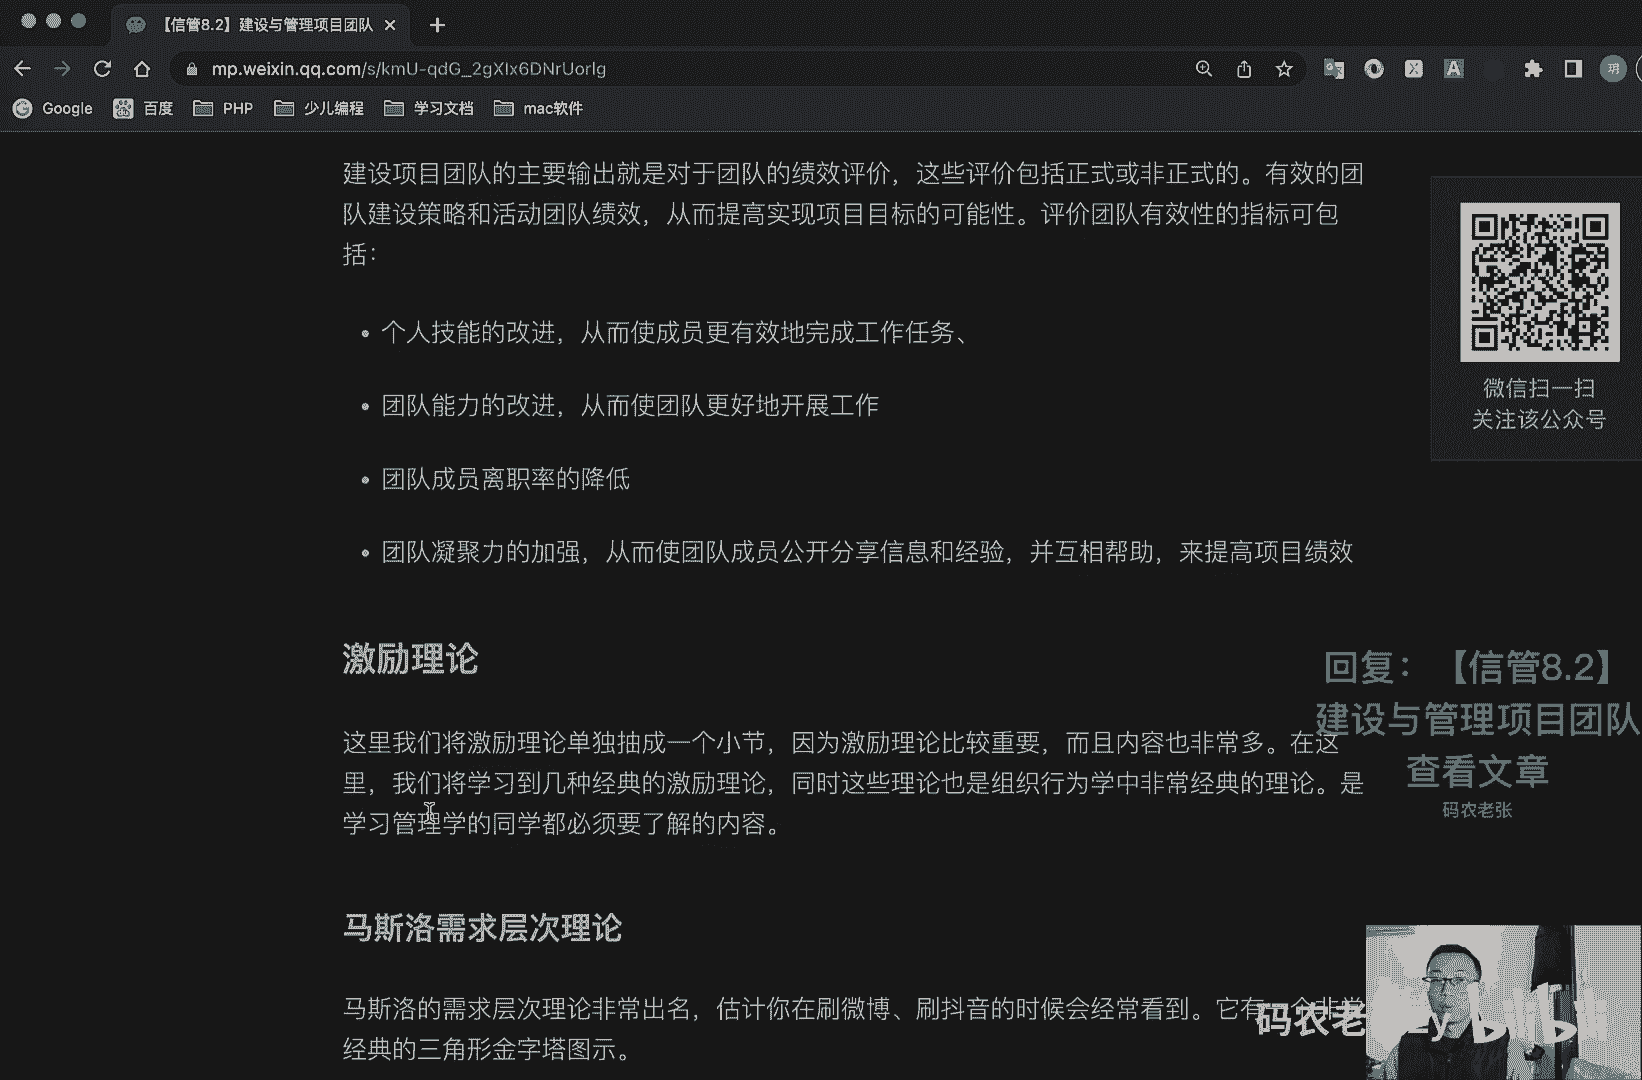 【信管8.2】建设与管理项目团队
mp.weixin.qq.com/s/kmU-qdG_2gXIx6DNrUorlg
Google 百度 PHP 少儿编程 学习文档 mac软件
建设项目团队的主要输出就是对于团队的绩效评价，这些评价包括正式或非正式的。有效的团
队建设策略和活动团队绩效，从而提高实现项目目标的可能性。评价团队有效性的指标可包
括：
个人技能的改进，从而使成员更有效地完成工作任务、
团队能力的改进，从而使团队更好地开展工作
团队成员离职率的降低
团队凝聚力的加强，从而使团队成员公开分享信息和经验，并互相帮助，来提高项目绩效
激励理论
这里我们将激励理论单独抽成一个小节，因为激励理论比较重要，而且内容也非常多。在这
里，我们将学习到几种经典的激励理论，同时这些理论也是组织行为学中非常经典的理论。是
学习管理学的同学都必须要了解的内容。
马斯洛需求层次理论
马斯洛的需求层次理论非常出名，估计你在刷微博、刷抖音的时候会经常看到。它有一个非常
经典的三角形金字塔图示。
微信扫一扫
关注该公众号
回复：【信管8.2】
建设与管理项目团队
查看文章
码农老张
码农老
zy
bilibili